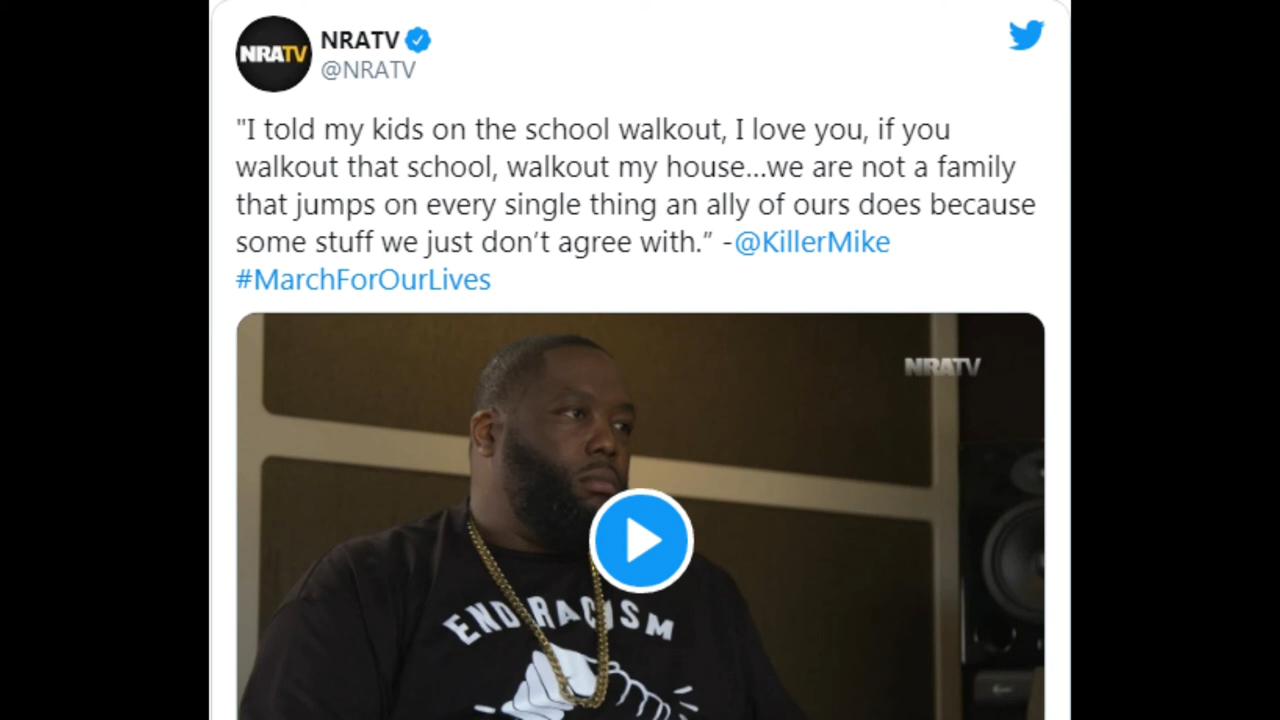 NRATV
NRATV
@NRATV
"I told my kids on the school walkout, I love you, if you
walkout that school, walkout my house...we are not a family
that jumps on every single thing an ally of ours does because
some stuff we just don’t agree with.” -@KillerMike
#MarchForOurLives
NRATV
END RACISM